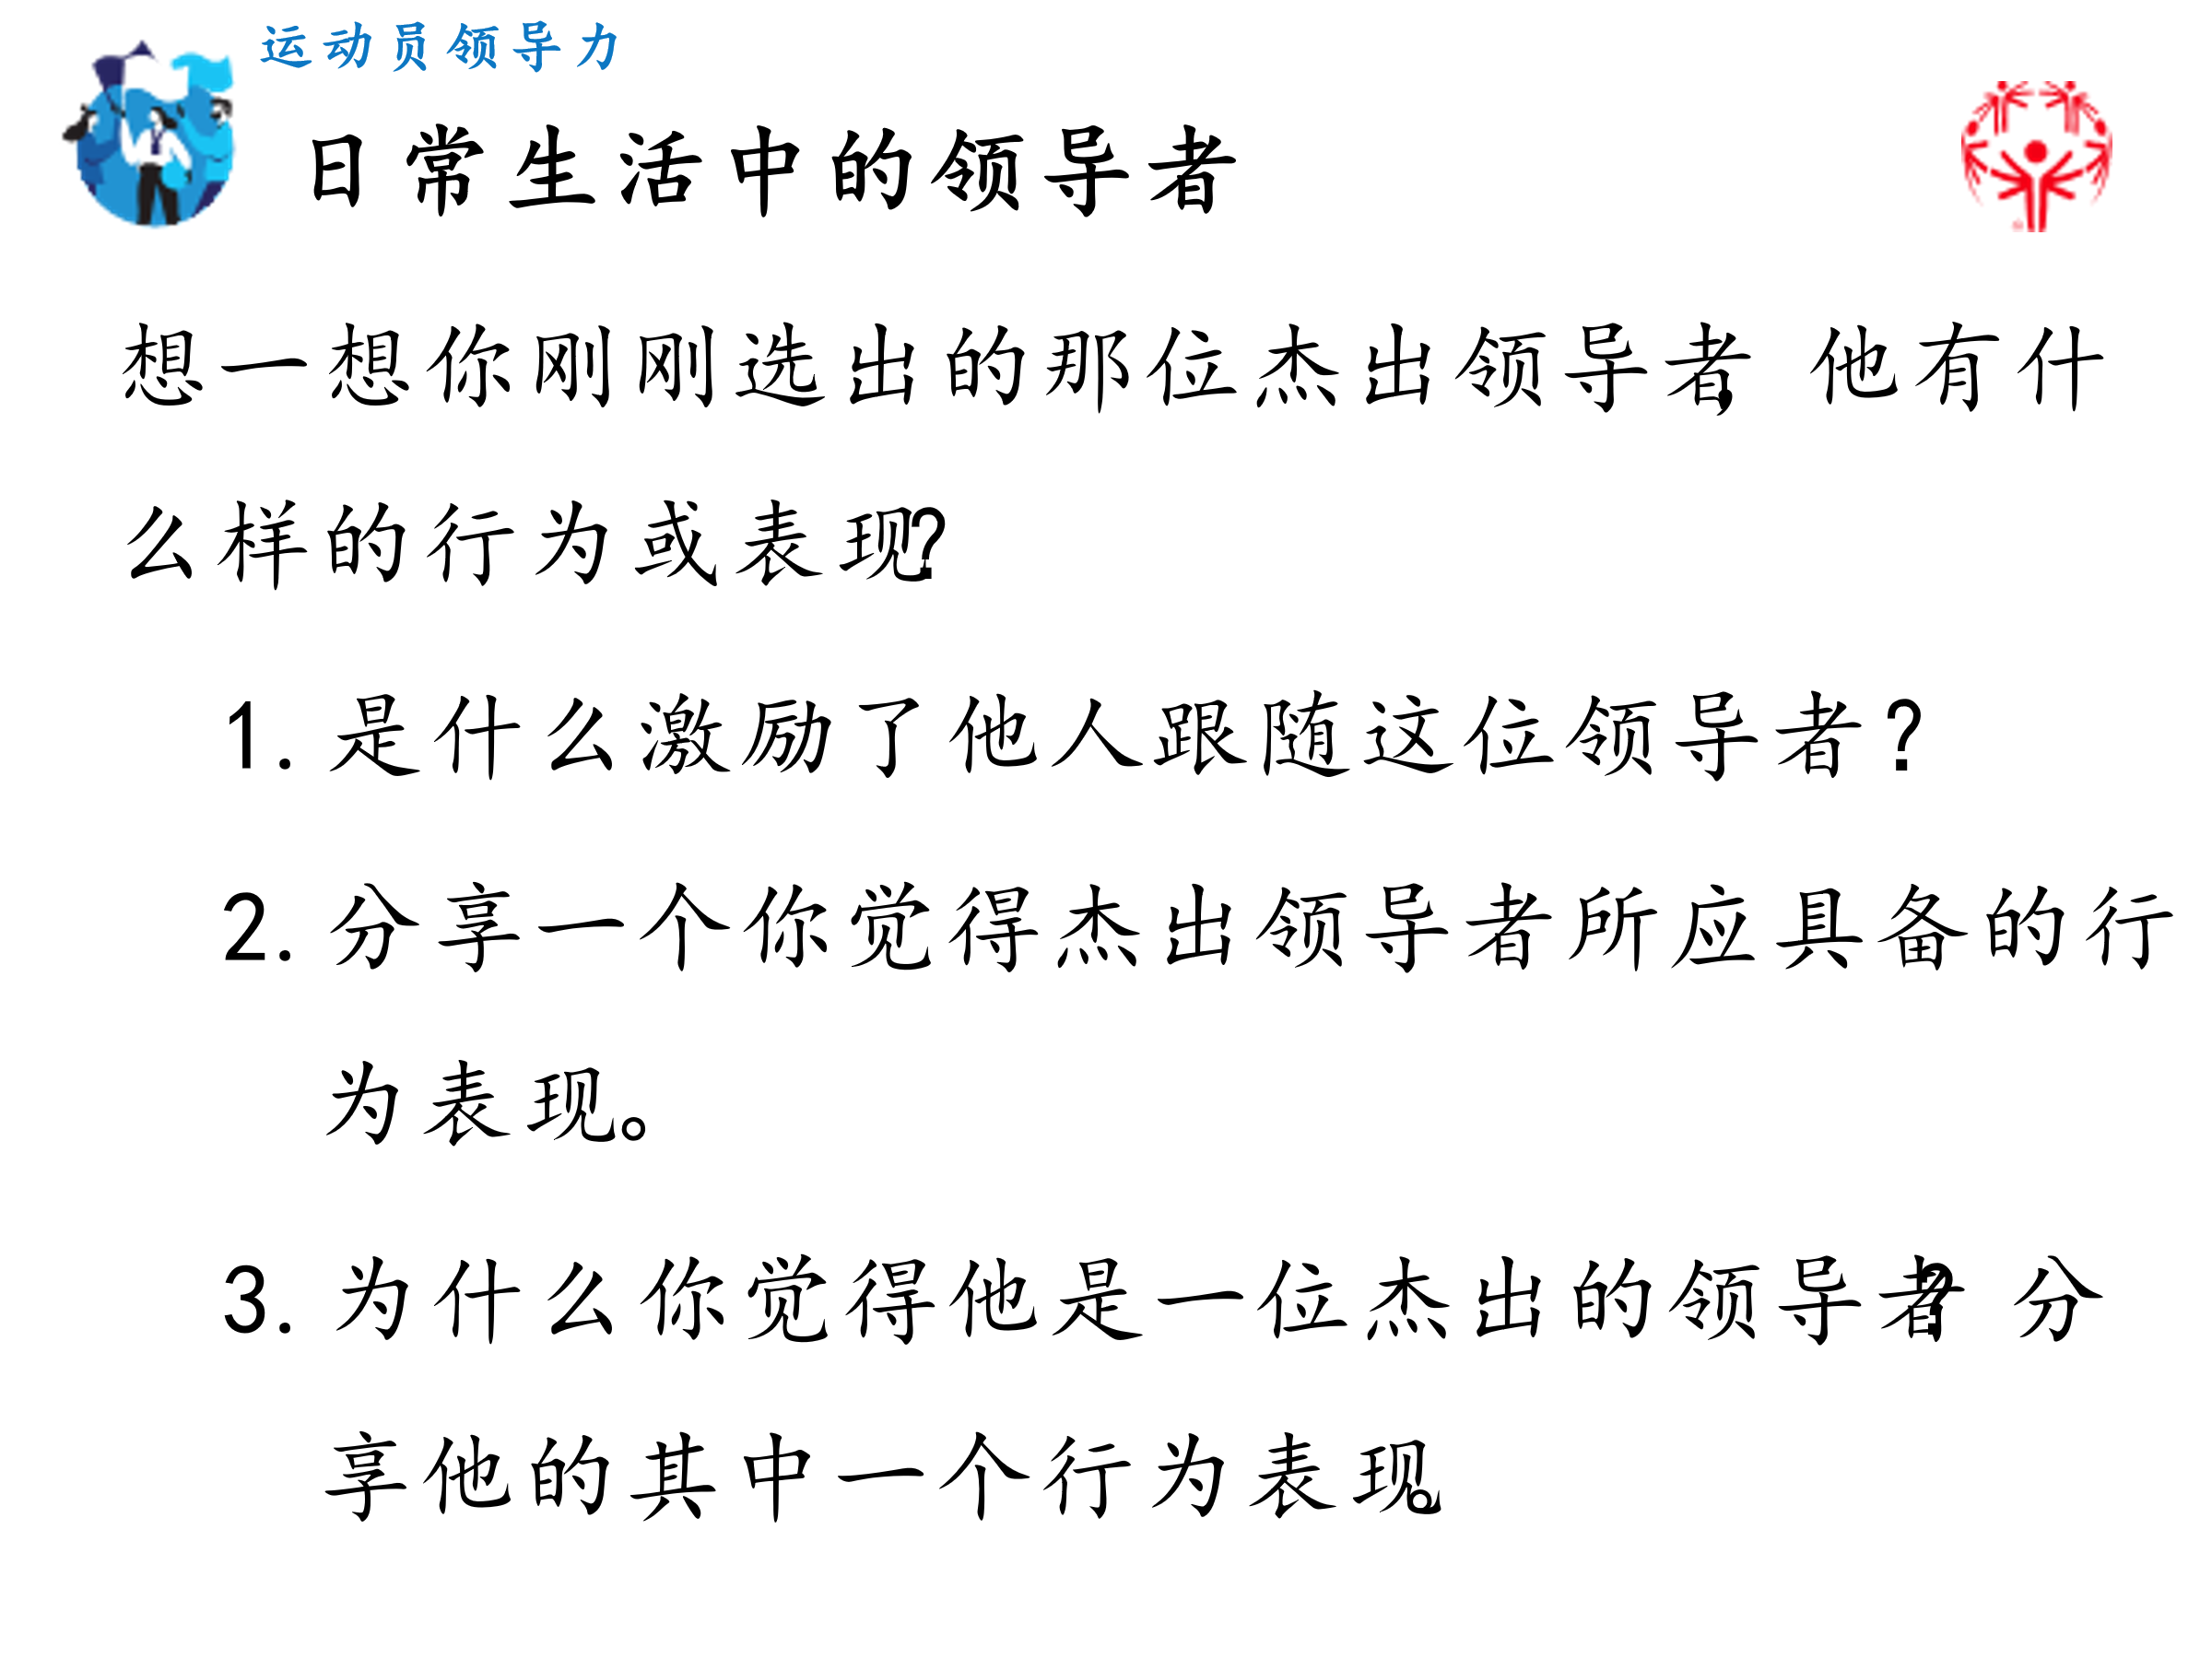 运动员领导力
日常生活中的领导者
想一想你刚刚选出的那位杰出领导者，他有什
么样的行为或表现？
1.是什么激励了他人跟随这位领导者？
2.分享一个你觉得杰出领导者所应具备的行
为表现。
3.为什么你觉得他是一位杰出的领导者？分
享他的其中一个行为表现。